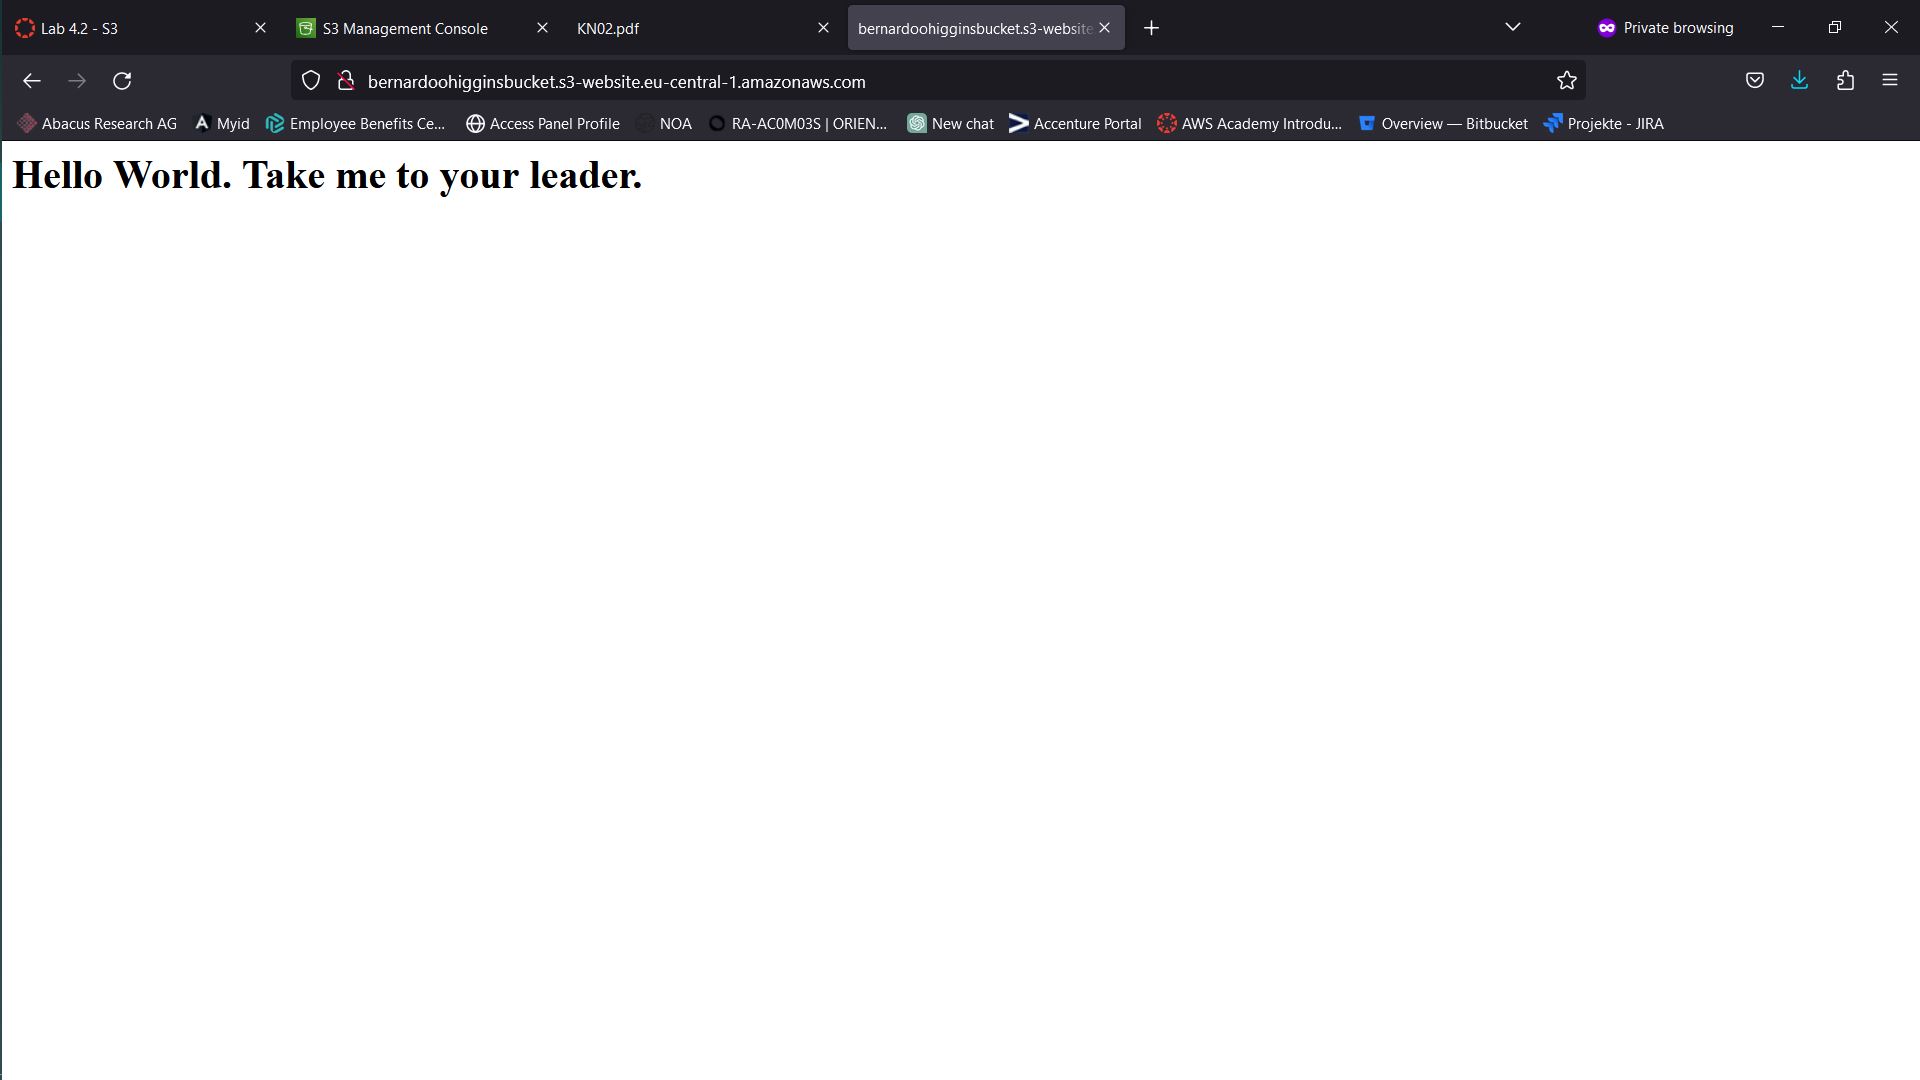 Lab 4.2 - S3
S3 Management Console
KN02.pdf
bernardoohigginsbucket.s3-website
Private browsing
bernardoohigginsbucket.s3-website.eu-central-1.amazonaws.com
Abacus Research AG
Myid
Employee Benefits Ce...
Access Panel Profile
NOA
RA-AC0M03S | ORIEN...
New chat
Accenture Portal
AWS Academy Introdu...
Overview — Bitbucket
Projekte - JIRA
Hello World. Take me to your leader.